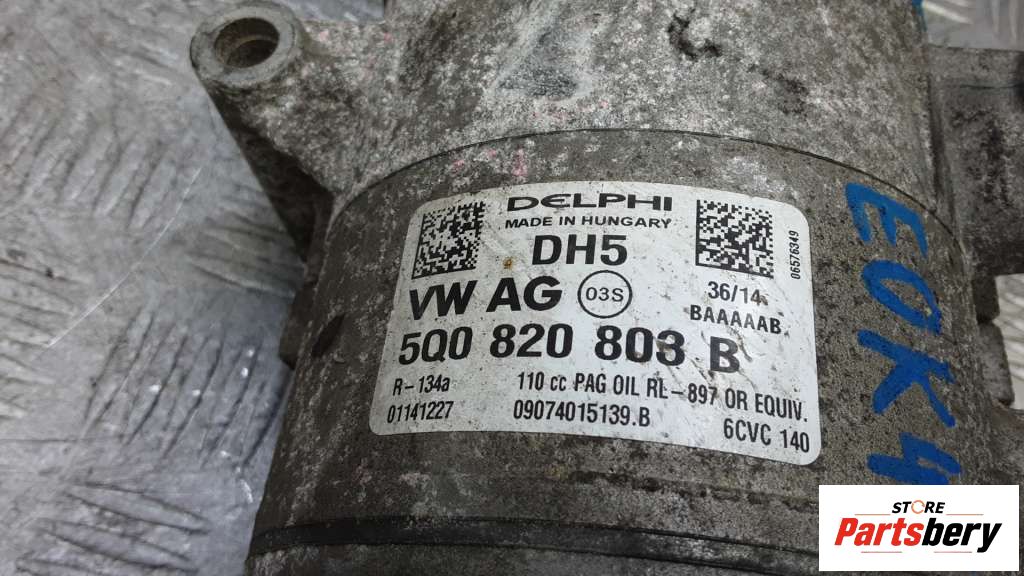 DELPHI
MADE IN HUNGARY
DH5
VW AG 03S
36/14
BAAAAAB
06576349
5Q0 820 803 B
R-134a 110 cc PAG OIL RL-897 OR EQUIV.
01141227 09074015139.B 6CVC 140
EOK4
STORE
Partsbery